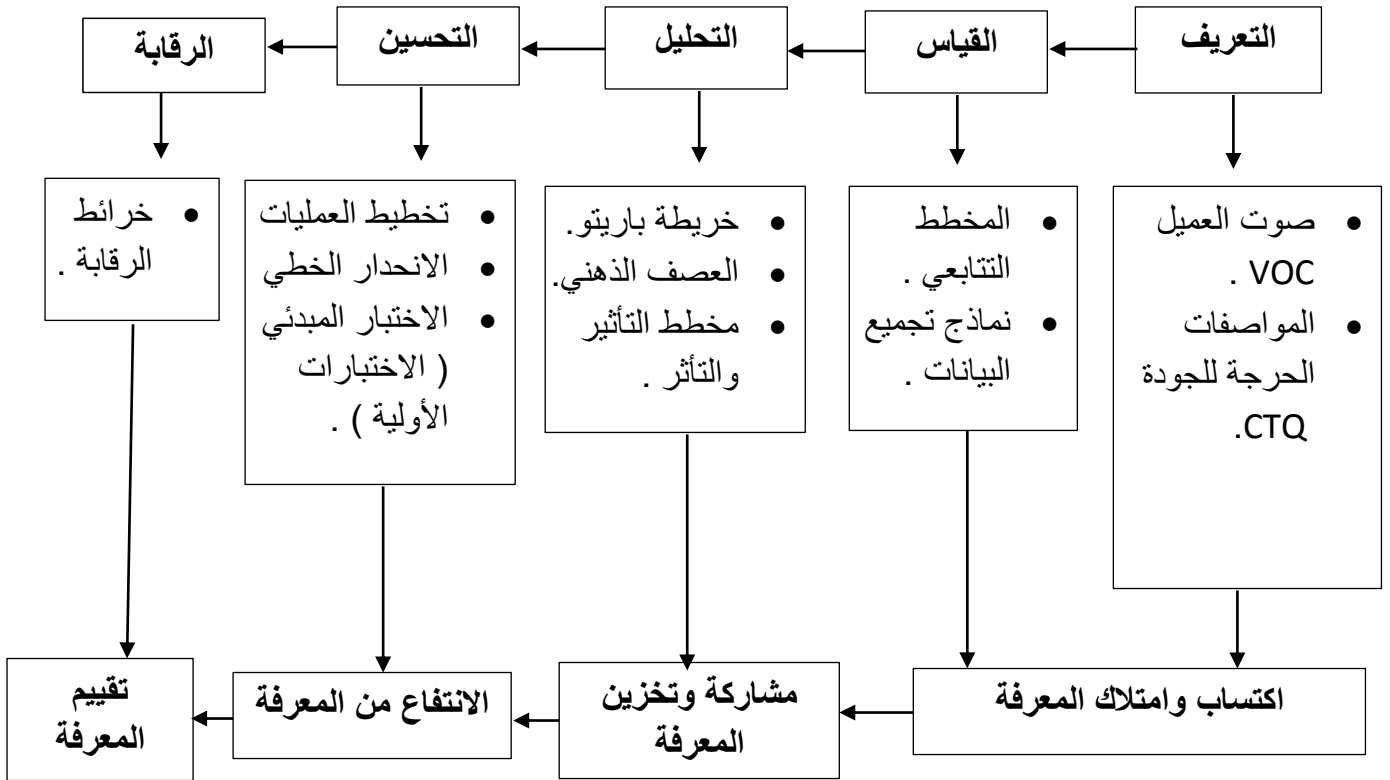 التعريف
القياس
التحليل
التحسين
الرقابة
• صوت العميل
VOC .
• المواصفات
الحرجة للجودة
CTQ.
• المخطط
التتابعي .
• نماذج تجميع
البيانات .
• خريطة باريتو.
• العصف الذهني.
• مخطط التأثير
والتأثر .
• تخطيط العمليات
• الانحدار الخطي
• الاختبار المبدئي
( الاختبارات
الأولية ) .
• خرائط
الرقابة .
اكتساب وامتلاك المعرفة
مشاركة وتخزين
المعرفة
الانتفاع من المعرفة
تقييم
المعرفة